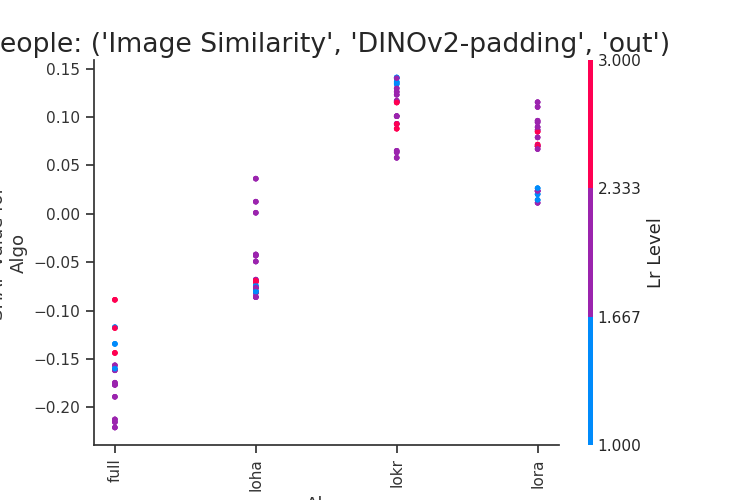 eople: ('Image Similarity', 'DINOv2-padding', 'out')
0.15
0.10
0.05
0.00
−0.05
−0.10
−0.15
−0.20
Algo
full
loha
lokr
lora
3.000
2.333
1.667
1.000
Lr Level